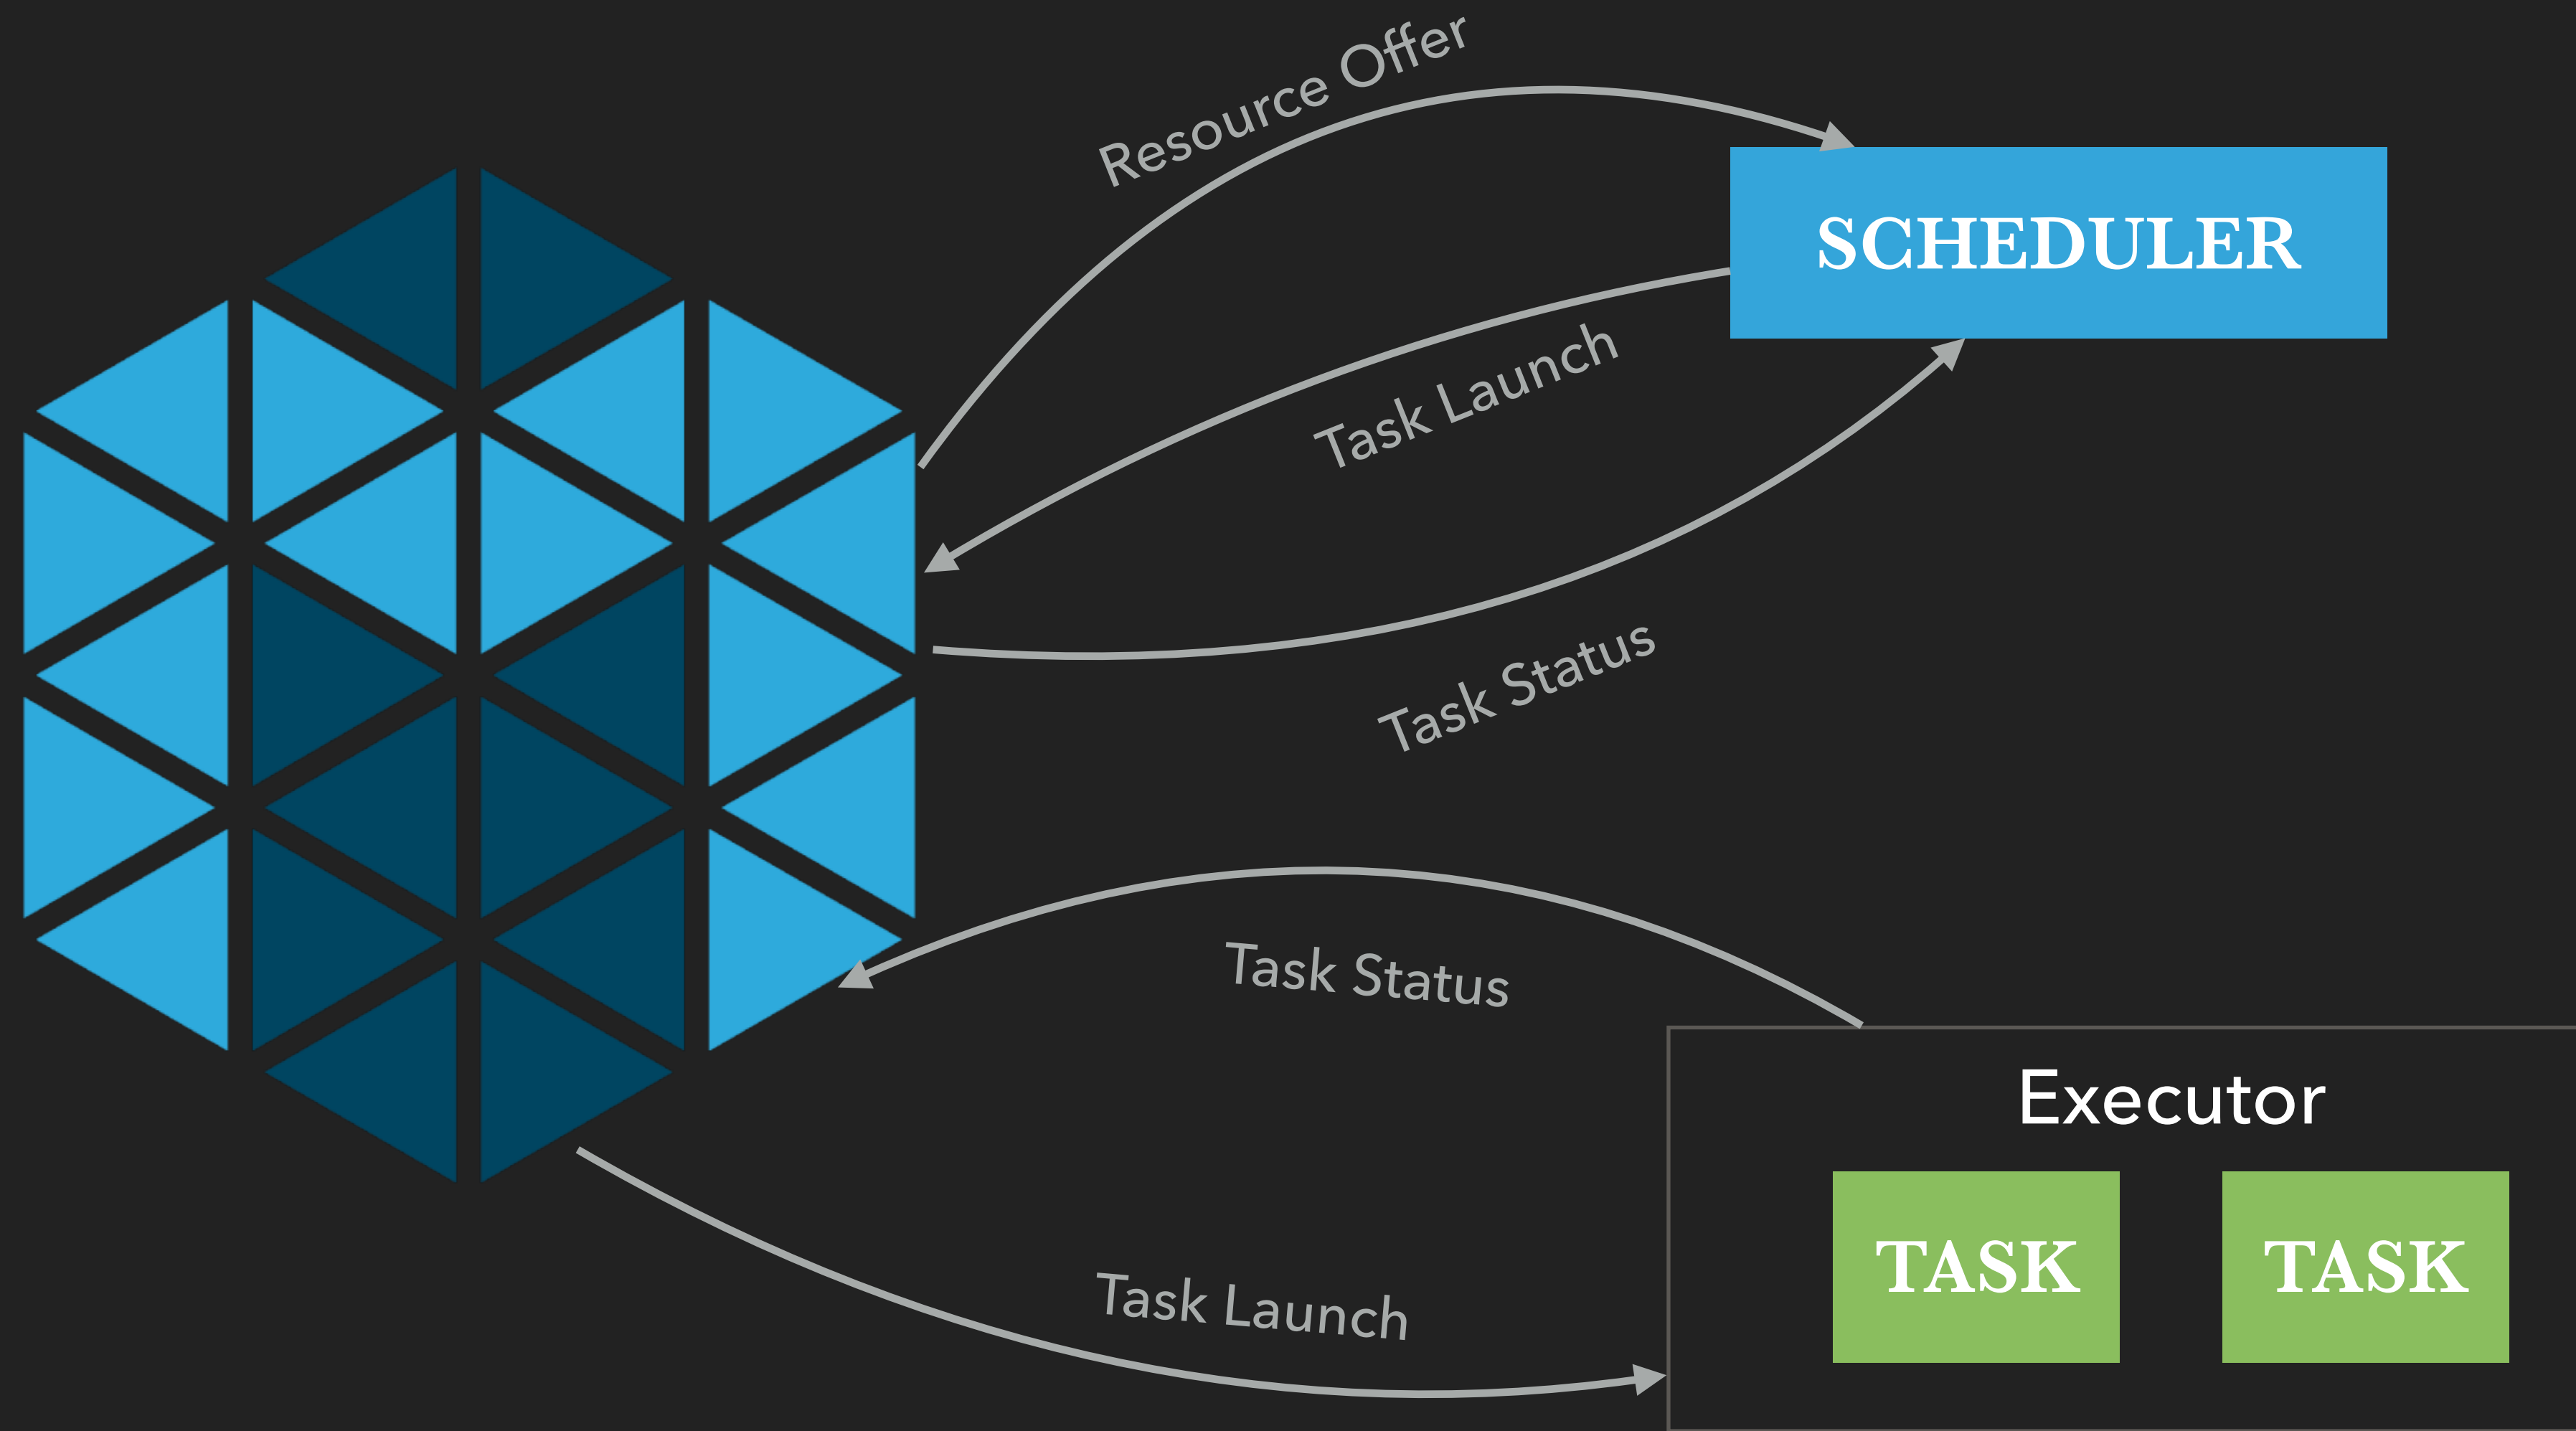 Resource Offer
SCHEDULER
Task Launch
Task Status
Task Status
Executor
TASK
TASK
Task Launch